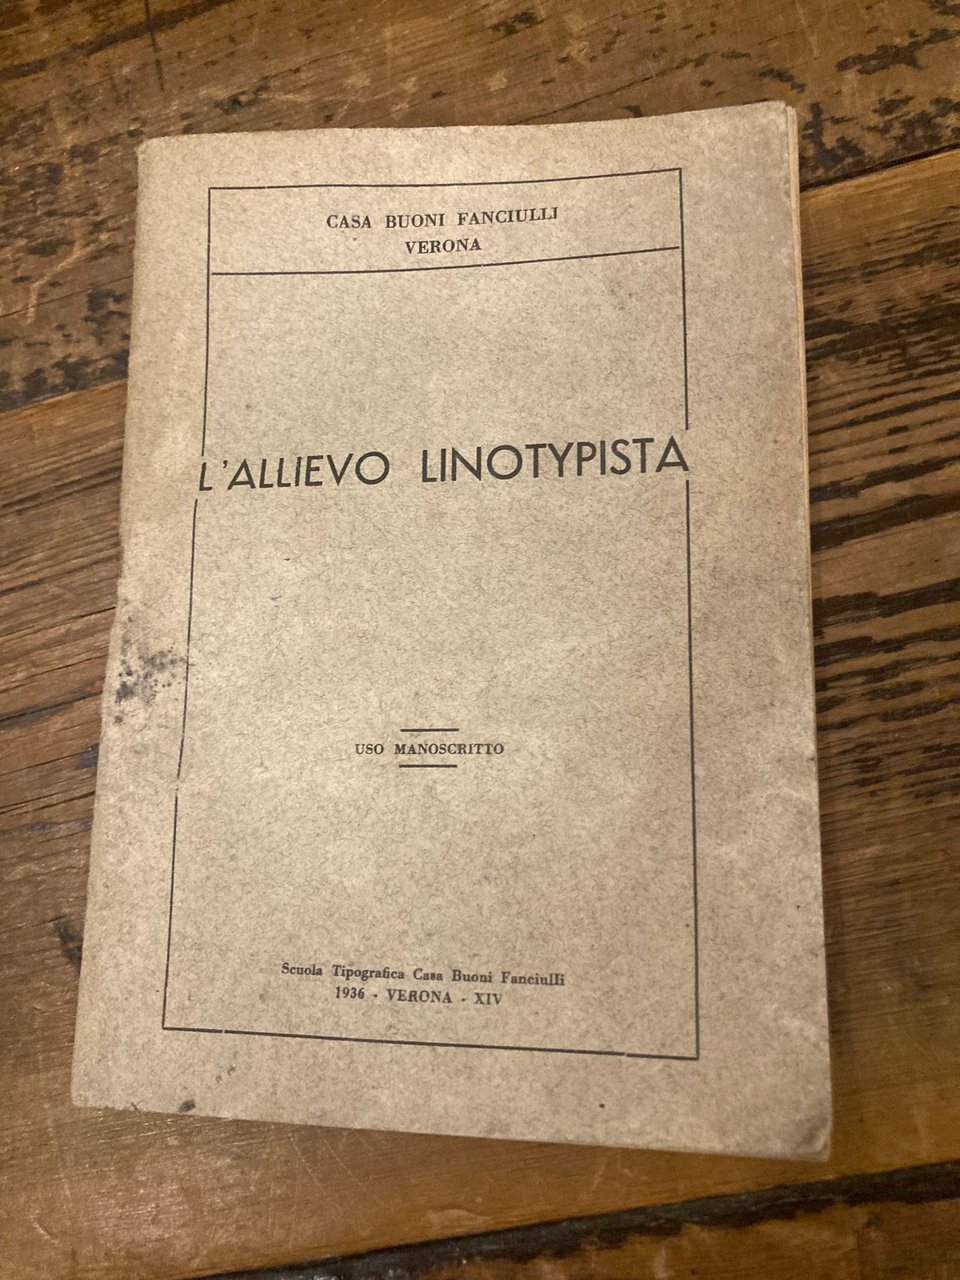 CASA BUONI FANCIULLI
VERONA
L'ALLIEVO LINOTYPISTA
USO MANOSCRITTO
Scuola Tipografica Casa Buoni Fanciulli
1936 - VERONA - XIV